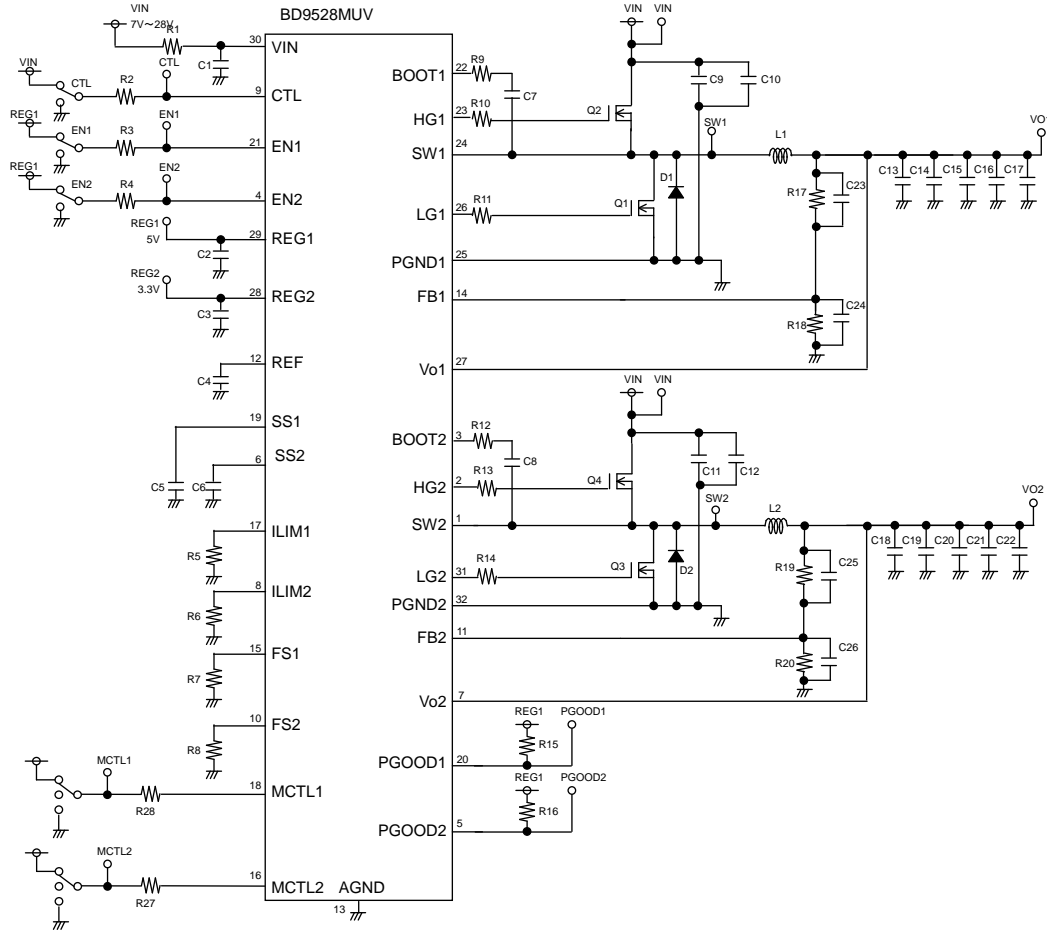 BD9528MUV
VIN
7V~28V
R1
30
VIN
C1
VIN
CTL
R2
CTL
9
CTL
REG1
EN1
R3
EN1
21
EN1
REG1
EN2
R4
EN2
4
EN2
REG1
5V
29
REG1
C2
REG2
3.3V
28
REG2
C3
12
REF
C4
19
SS1
6
SS2
C5
C6
17
ILIM1
R5
8
ILIM2
R6
15
FS1
R7
10
FS2
R8
MCTL1
18
MCTL1
R28
MCTL2
16
MCTL2
R27
AGND
13
VIN
VIN
BOOT1
22
R9
C7
C9
C10
HG1
23
R10
Q2
SW1
24
SW1
L1
VO1
D1
R17
C23
C13
C14
C15
C16
C17
LG1
26
R11
Q1
PGND1
25
FB1
14
R18
C24
Vo1
27
VIN
VIN
BOOT2
3
R12
C8
C11
C12
HG2
2
R13
Q4
SW2
1
SW2
L2
VO2
D2
R19
C25
C18
C19
C20
C21
C22
LG2
31
R14
Q3
PGND2
32
FB2
11
R20
C26
Vo2
7
REG1
PGOOD1
R15
PGOOD1
20
REG1
PGOOD2
R16
PGOOD2
5